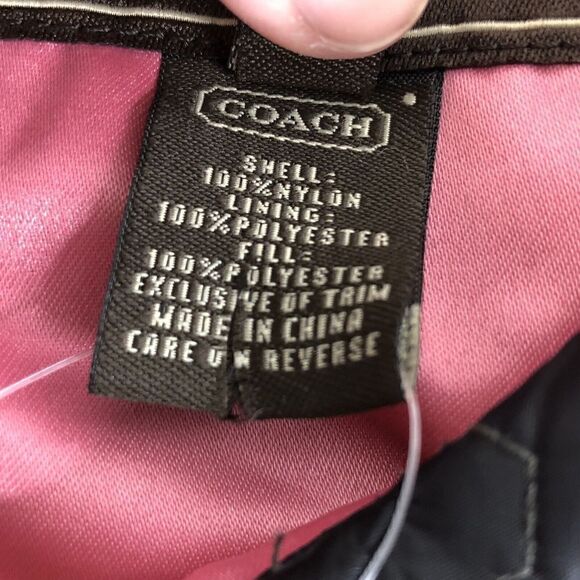 COACH
SHELL:
100%NYLON
LINING:
100%POLYESTER
FILL:
100%POLYESTER
EXCLUSIVE OF TRIM
MADE IN CHINA
CARE ON REVERSE